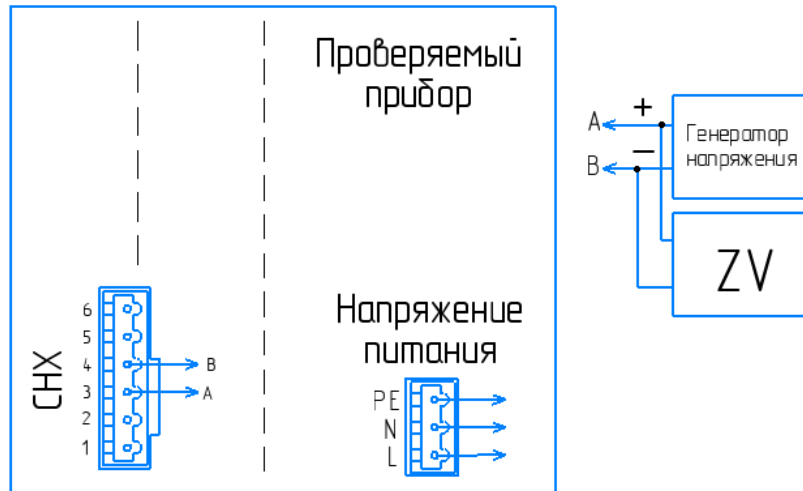 Проверяемый
прибор
A
+
Генератор
напряжения
B
−
ZV
Напряжение
питания
CHX
6
5
4
B
3
A
2
1
PE
N
L